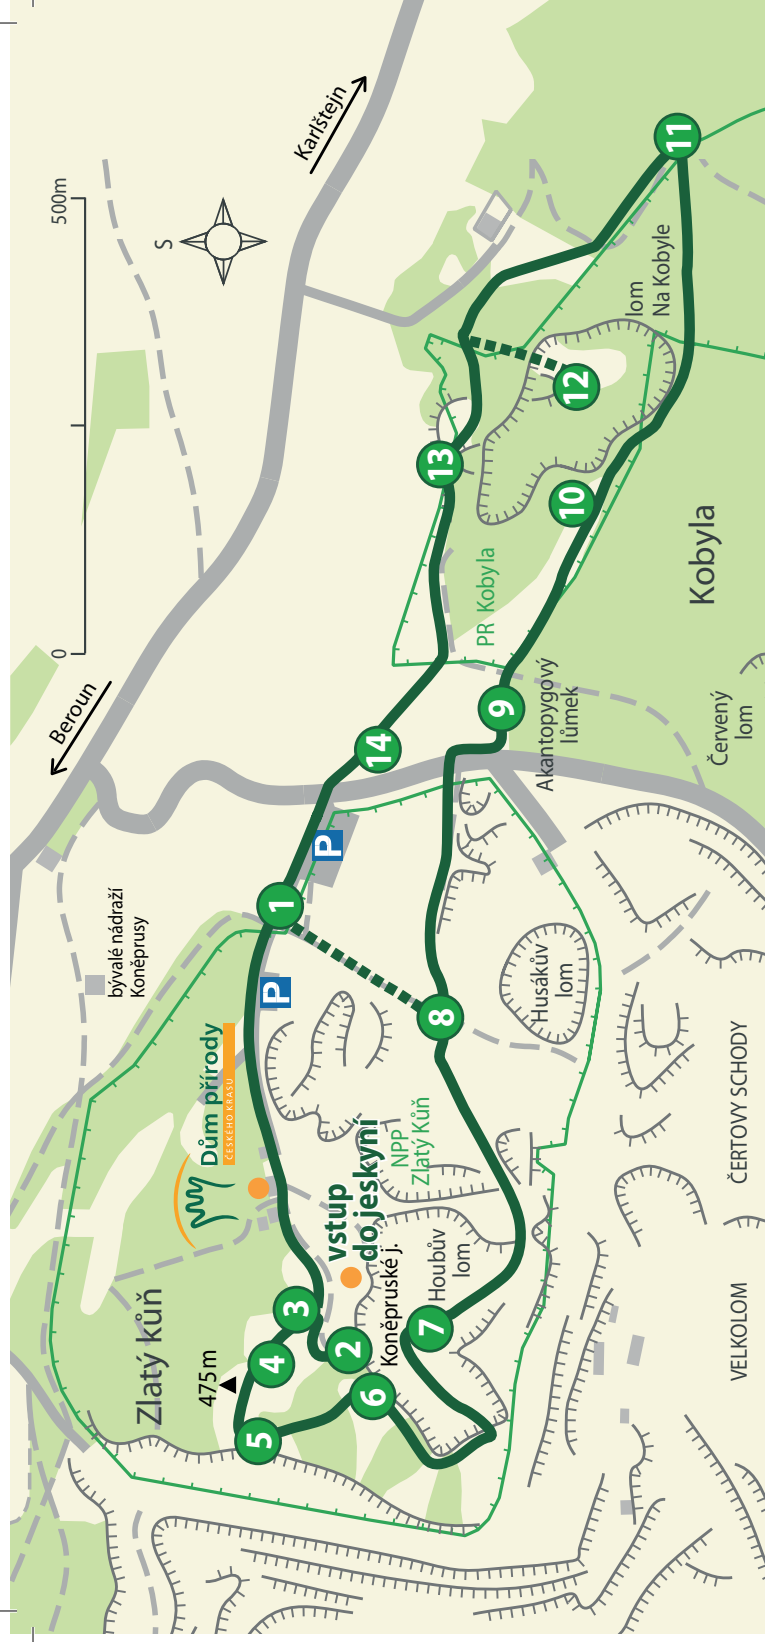 Zlatý kůň
475 m
5
4
3
2
6
7
Koněpruské j.
Houbův
lom
vstup
do jeskyní
NPP
Zlatý Kůň
Dům přírody
ČESKÉHO KRASU
bývalé nádraží
Koněprusy
P
1
P
8
Husákův
lom
VELKOLOM
ČERTOVY SCHODY
Beroun
14
9
Akantopygový
lůmek
Červený
lom
PR Kobyla
Kobyla
13
10
12
lom
Na Kobyle
11
Karlštejn
S
0
500m